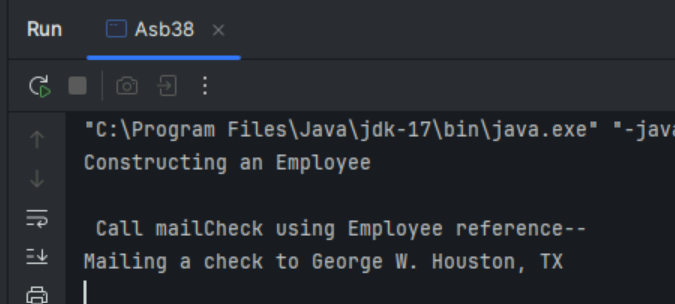 Run Asb38
"C:\Program Files\Java\jdk-17\bin\java.exe" "-java
Constructing an Employee
Call mailCheck using Employee reference--
Mailing a check to George W. Houston, TX